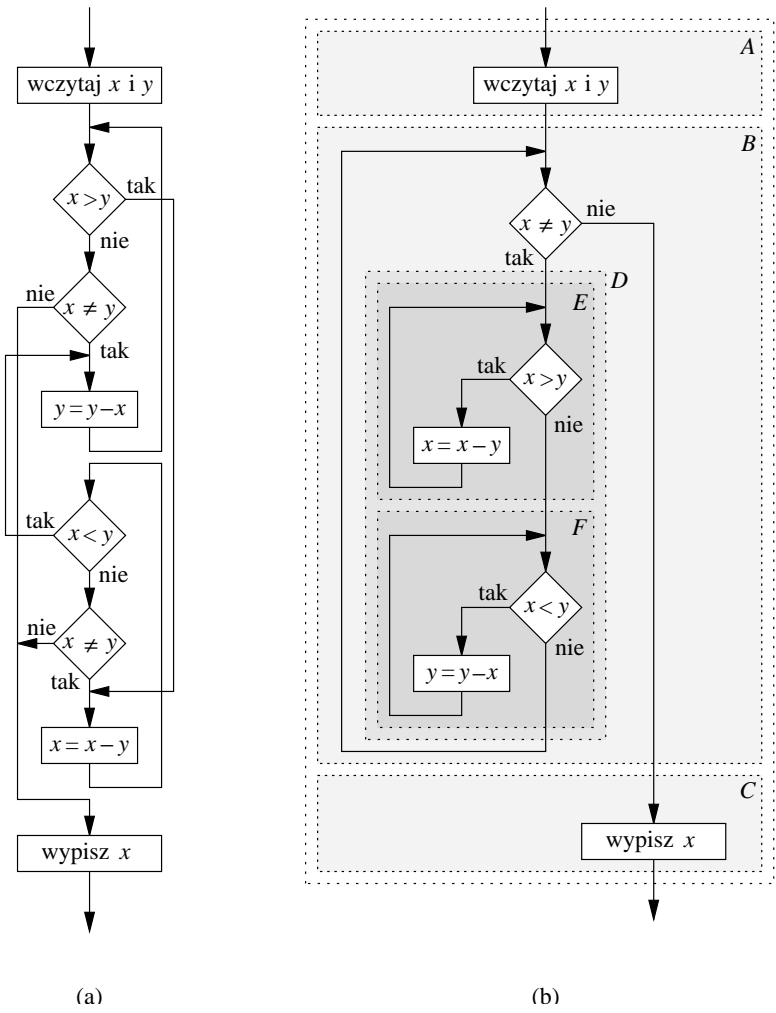 wczytaj x i y
x > y
tak
nie
nie
x ≠ y
tak
y = y – x
x < y
tak
nie
nie
x ≠ y
tak
x = x – y
wypisz x
(a)
A
wczytaj x i y
B
x ≠ y
nie
tak
D
E
tak
x > y
nie
x = x – y
F
tak
x < y
nie
y = y – x
C
wypisz x
(b)